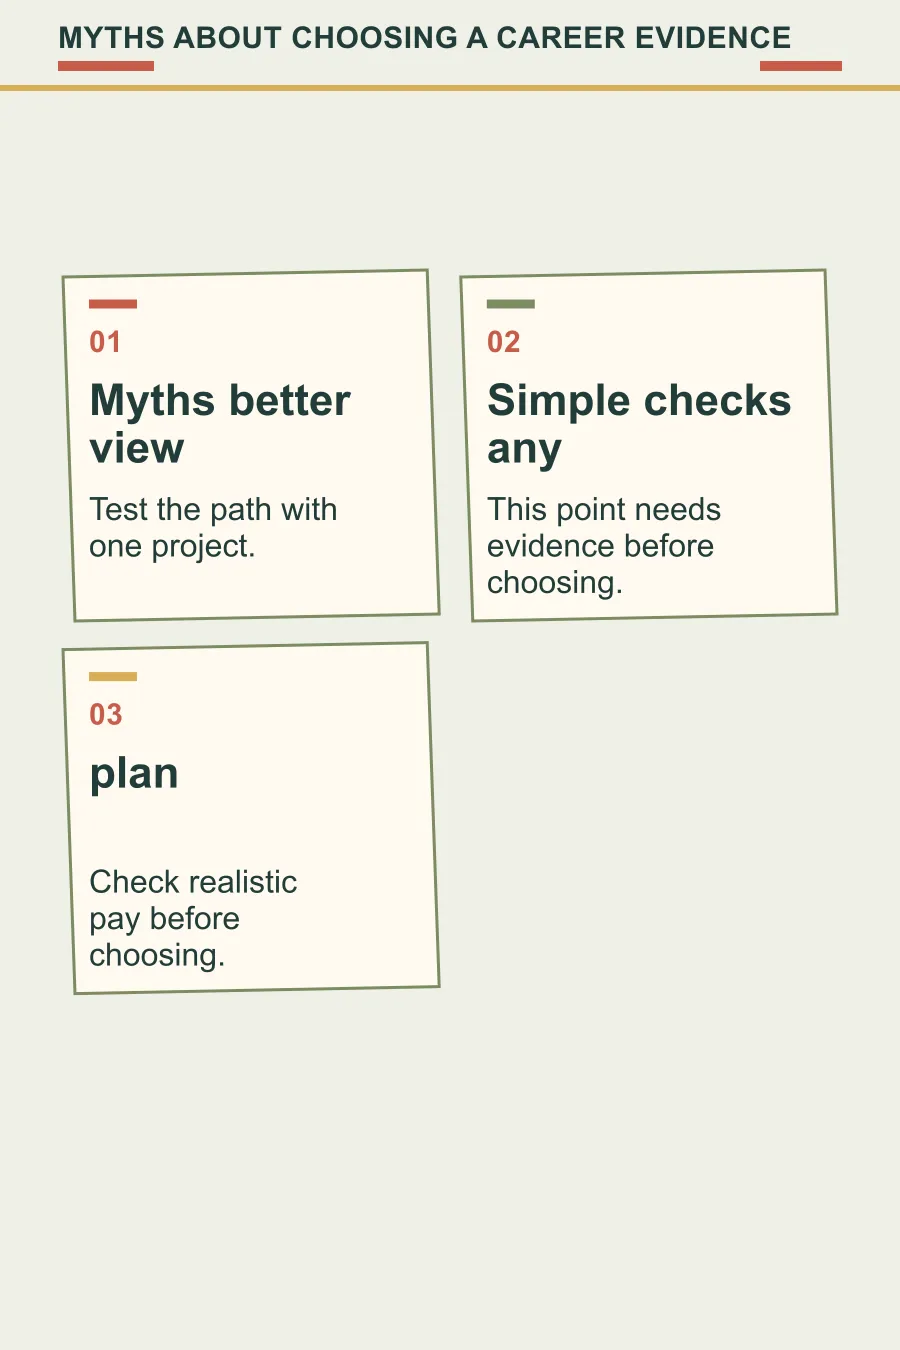 MYTHS ABOUT CHOOSING A CAREER EVIDENCE
01
Myths better
view
Test the path with
one project.
02
Simple checks
any
This point needs
evidence before
choosing.
03
plan
Check realistic
pay before
choosing.